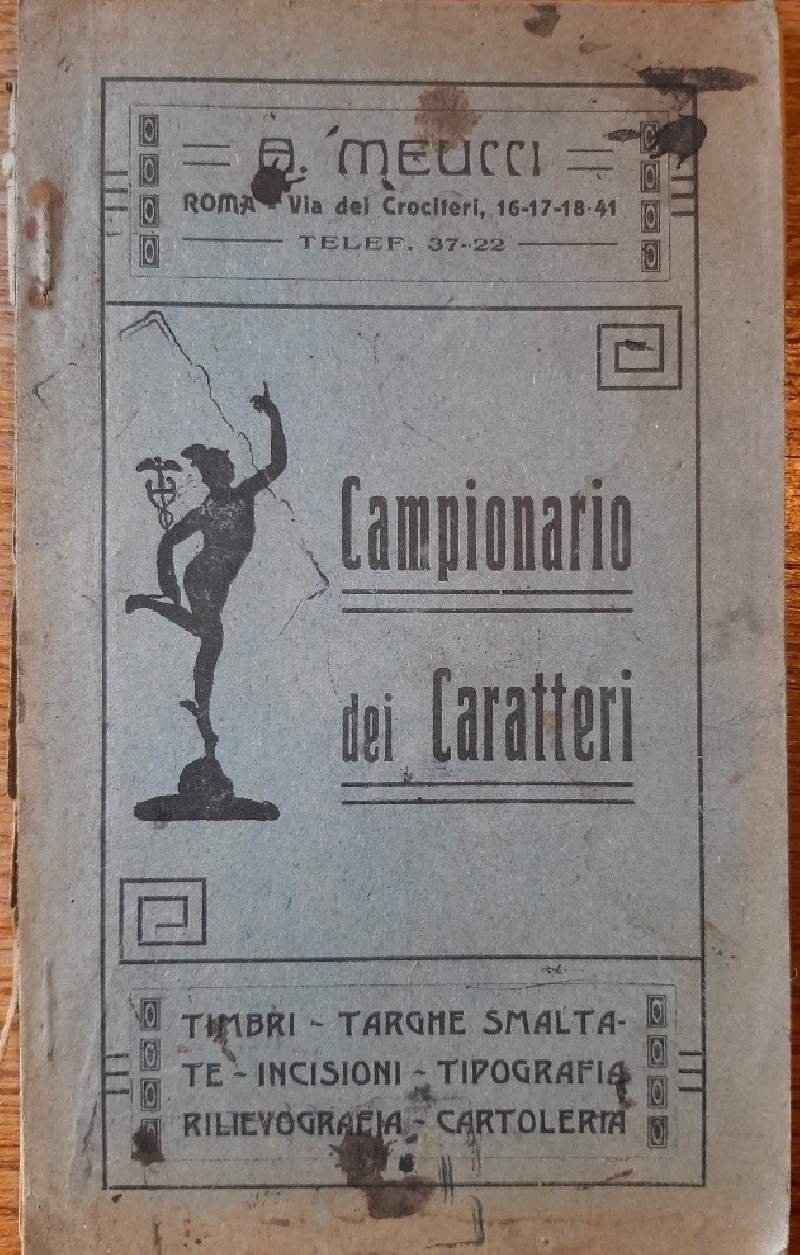 A. MEUCCI
ROMA - Via dei Crociferi, 16-17-18-41
TELEF. 37-22
Campionario
dei Caratteri
TIMBRI - TARGHE SMALTA-
TE - INCISIONI - TIPOGRAFIA
RILIEVOGRAFIA - CARTOLERIA